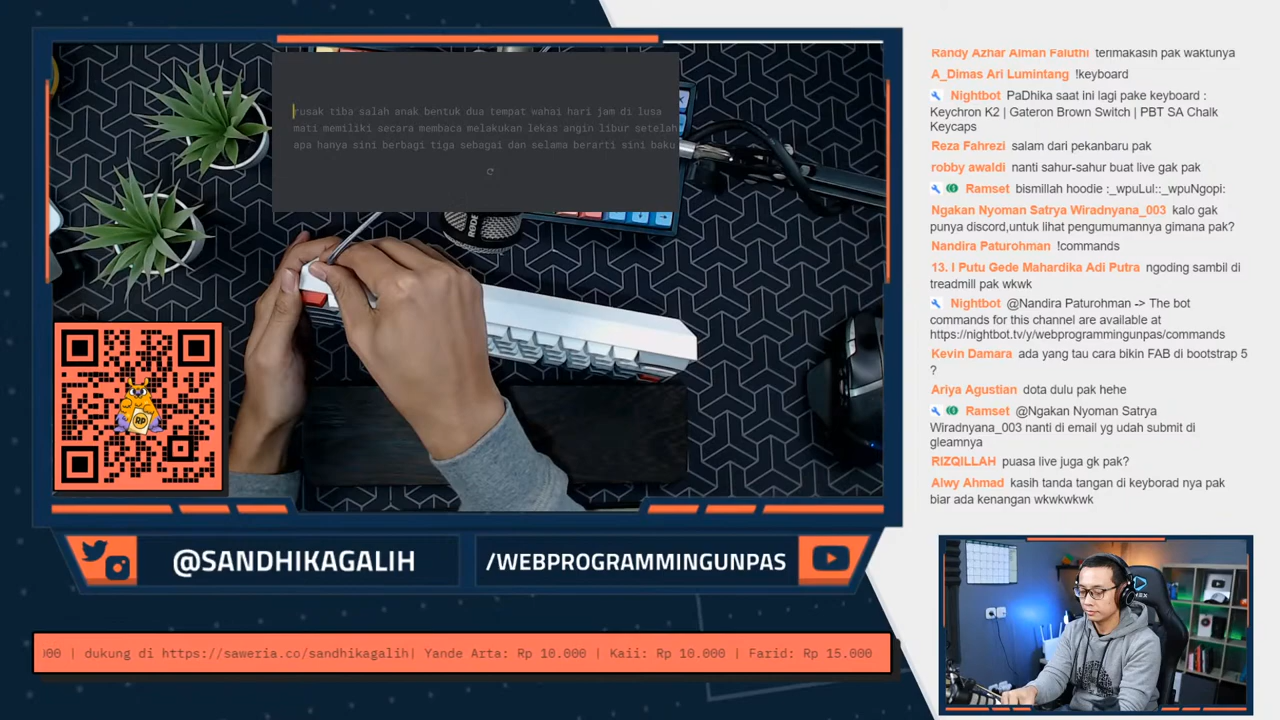 rusak tiba salah anak bentuk dua tempat wahai hari jam di lusa
mati memiliki secara membaca melakukan lekas angin libur setelah
apa hanya sini berbagi tiga sebagai dan selama berarti sini baku
RØDE
RP
@SANDHIKAGALIH
/WEBPROGRAMMINGUNPAS
00 | dukung di https://saweria.co/sandhikagalih| Yande Arta: Rp 10.000 | Kaii: Rp 10.000 | Farid: Rp 15.000
Randy Azhar Alman Faluthi terimakasih pak waktunya
A_Dimas Ari Lumintang !keyboard
Nightbot PaDhika saat ini lagi pake keyboard :
Keychron K2 | Gateron Brown Switch | PBT SA Chalk
Keycaps
Reza Fahrezi salam dari pekanbaru pak
robby awaldi nanti sahur-sahur buat live gak pak
Ramset bismillah hoodie :_wpuLul::_wpuNgopi:
Ngakan Nyoman Satrya Wiradnyana_003 kalo gak
punya discord,untuk lihat pengumumannya gimana pak?
Nandira Paturohman !commands
13. I Putu Gede Mahardika Adi Putra ngoding sambil di
treadmill pak wkwk
Nightbot @Nandira Paturohman -> The bot
commands for this channel are available at
https://nightbot.tv/y/webprogrammingunpas/commands
Kevin Damara ada yang tau cara bikin FAB di bootstrap 5
?
Ariya Agustian dota dulu pak hehe
Ramset @Ngakan Nyoman Satrya
Wiradnyana_003 nanti di email yg udah submit di
gleamnya
RIZQILLAH puasa live juga gk pak?
Alwy Ahmad kasih tanda tangan di keyborad nya pak
biar ada kenangan wkwkwkwk